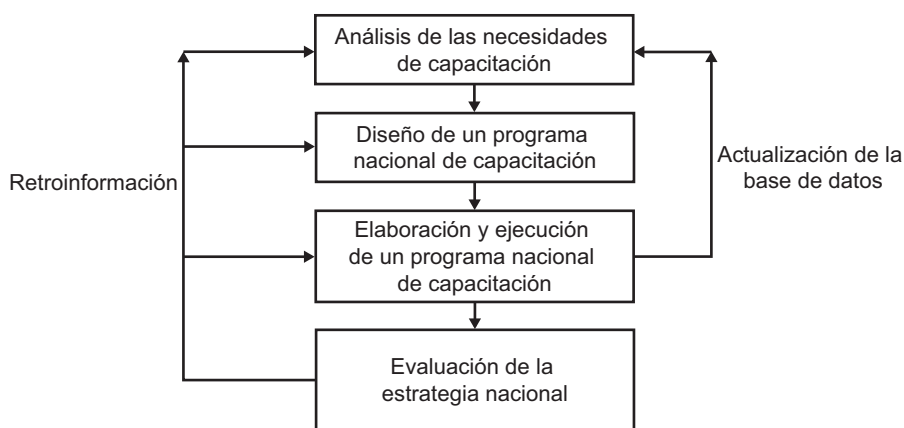 Análisis de las necesidades
de capacitación
Diseño de un programa
nacional de capacitación
Retroinformación
Actualización de la
base de datos
Elaboración y ejecución
de un programa nacional
de capacitación
Evaluación de la
estrategia nacional